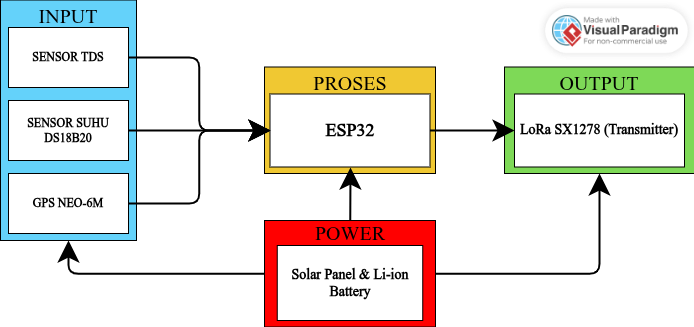 INPUT
SENSOR TDS
SENSOR SUHU
DS18B20
GPS NEO-6M
PROSES
ESP32
OUTPUT
LoRa SX1278 (Transmitter)
POWER
Solar Panel & Li-ion
Battery
Made with
Visual Paradigm
For non-commercial use